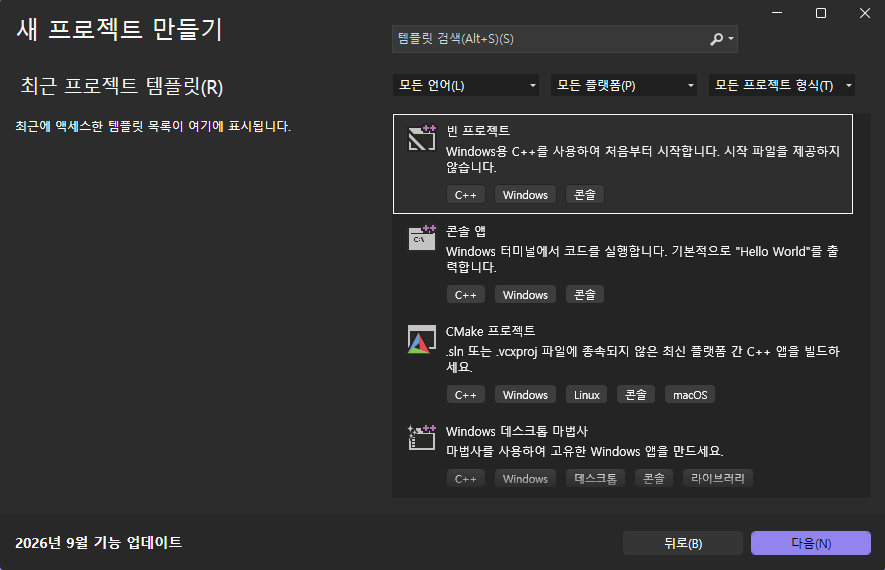 새 프로젝트 만들기
템플릿 검색(Alt+S)(S)
최근 프로젝트 템플릿(R)
모든 언어(L)
모든 플랫폼(P)
모든 프로젝트 형식(T)
최근에 액세스한 템플릿 목록이 여기에 표시됩니다.
빈 프로젝트
Windows용 C++를 사용하여 처음부터 시작합니다. 시작 파일을 제공하지
않습니다.
C++ Windows 콘솔
C:\
콘솔 앱
Windows 터미널에서 코드를 실행합니다. 기본적으로 "Hello World"를 출
력합니다.
C++ Windows 콘솔
CMake 프로젝트
.sln 또는 .vcxproj 파일에 종속되지 않은 최신 플랫폼 간 C++ 앱을 빌드하
세요.
C++ Windows Linux 콘솔 macOS
Windows 데스크톱 마법사
마법사를 사용하여 고유한 Windows 앱을 만드세요.
C++ Windows 데스크톱 콘솔 라이브러리
2026년 9월 기능 업데이트
뒤로(B)
다음(N)